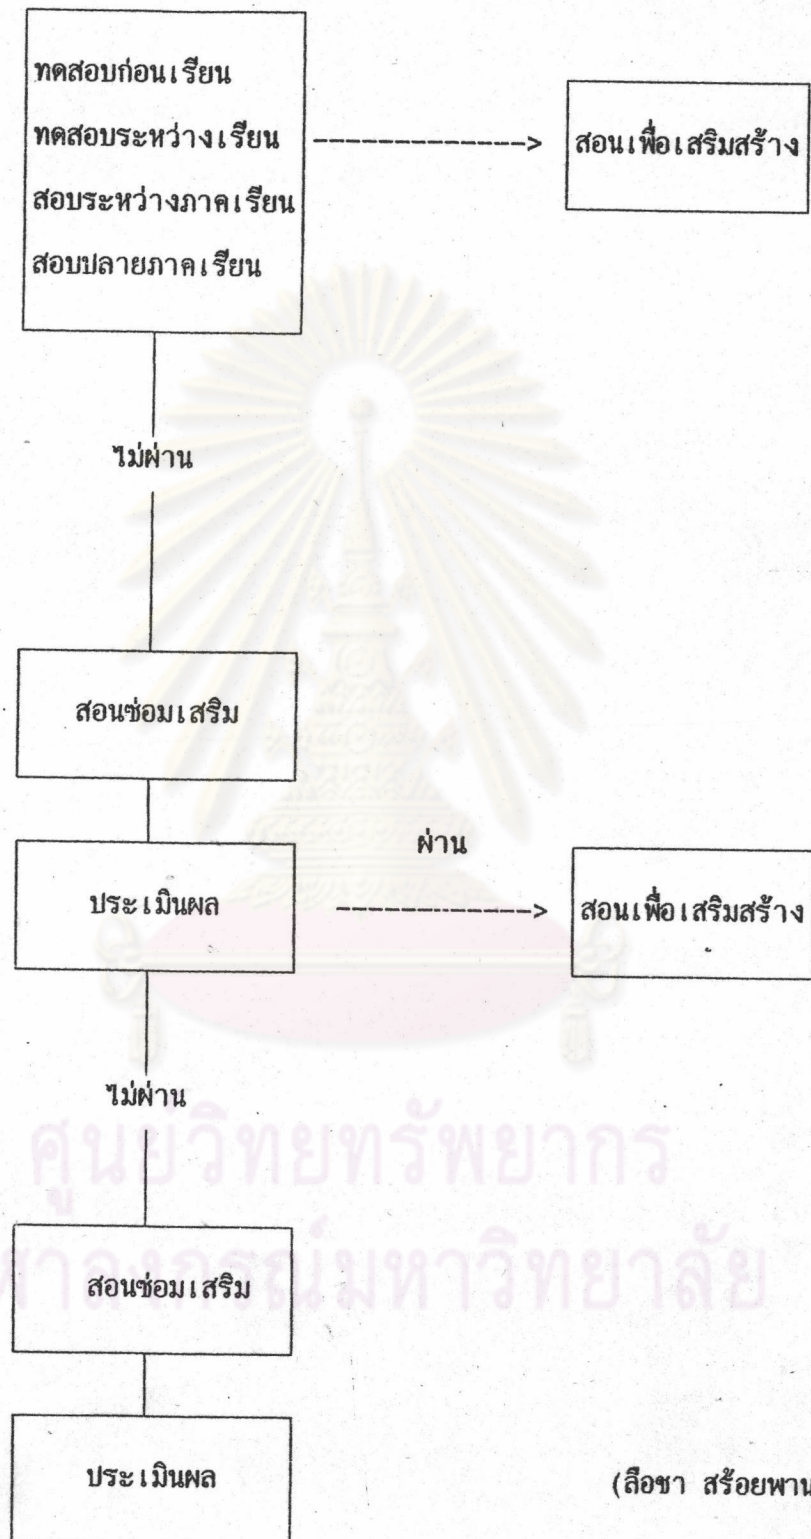 ทดสอบก่อนเรียน
ทดสอบระหว่างเรียน
สอบระหว่างภาคเรียน
สอบปลายภาคเรียน
----------------> สอนเพื่อเสริมสร้าง
ไม่ผ่าน
สอนซ่อมเสริม
ผ่าน
ประเมินผล ----------------> สอนเพื่อเสริมสร้าง
ไม่ผ่าน
ศูนย์วิทยทรัพยากร
จุฬาลงกรณ์มหาวิทยาลัย
สอนซ่อมเสริม
ประเมินผล
(ลือชา สร้อยพาน